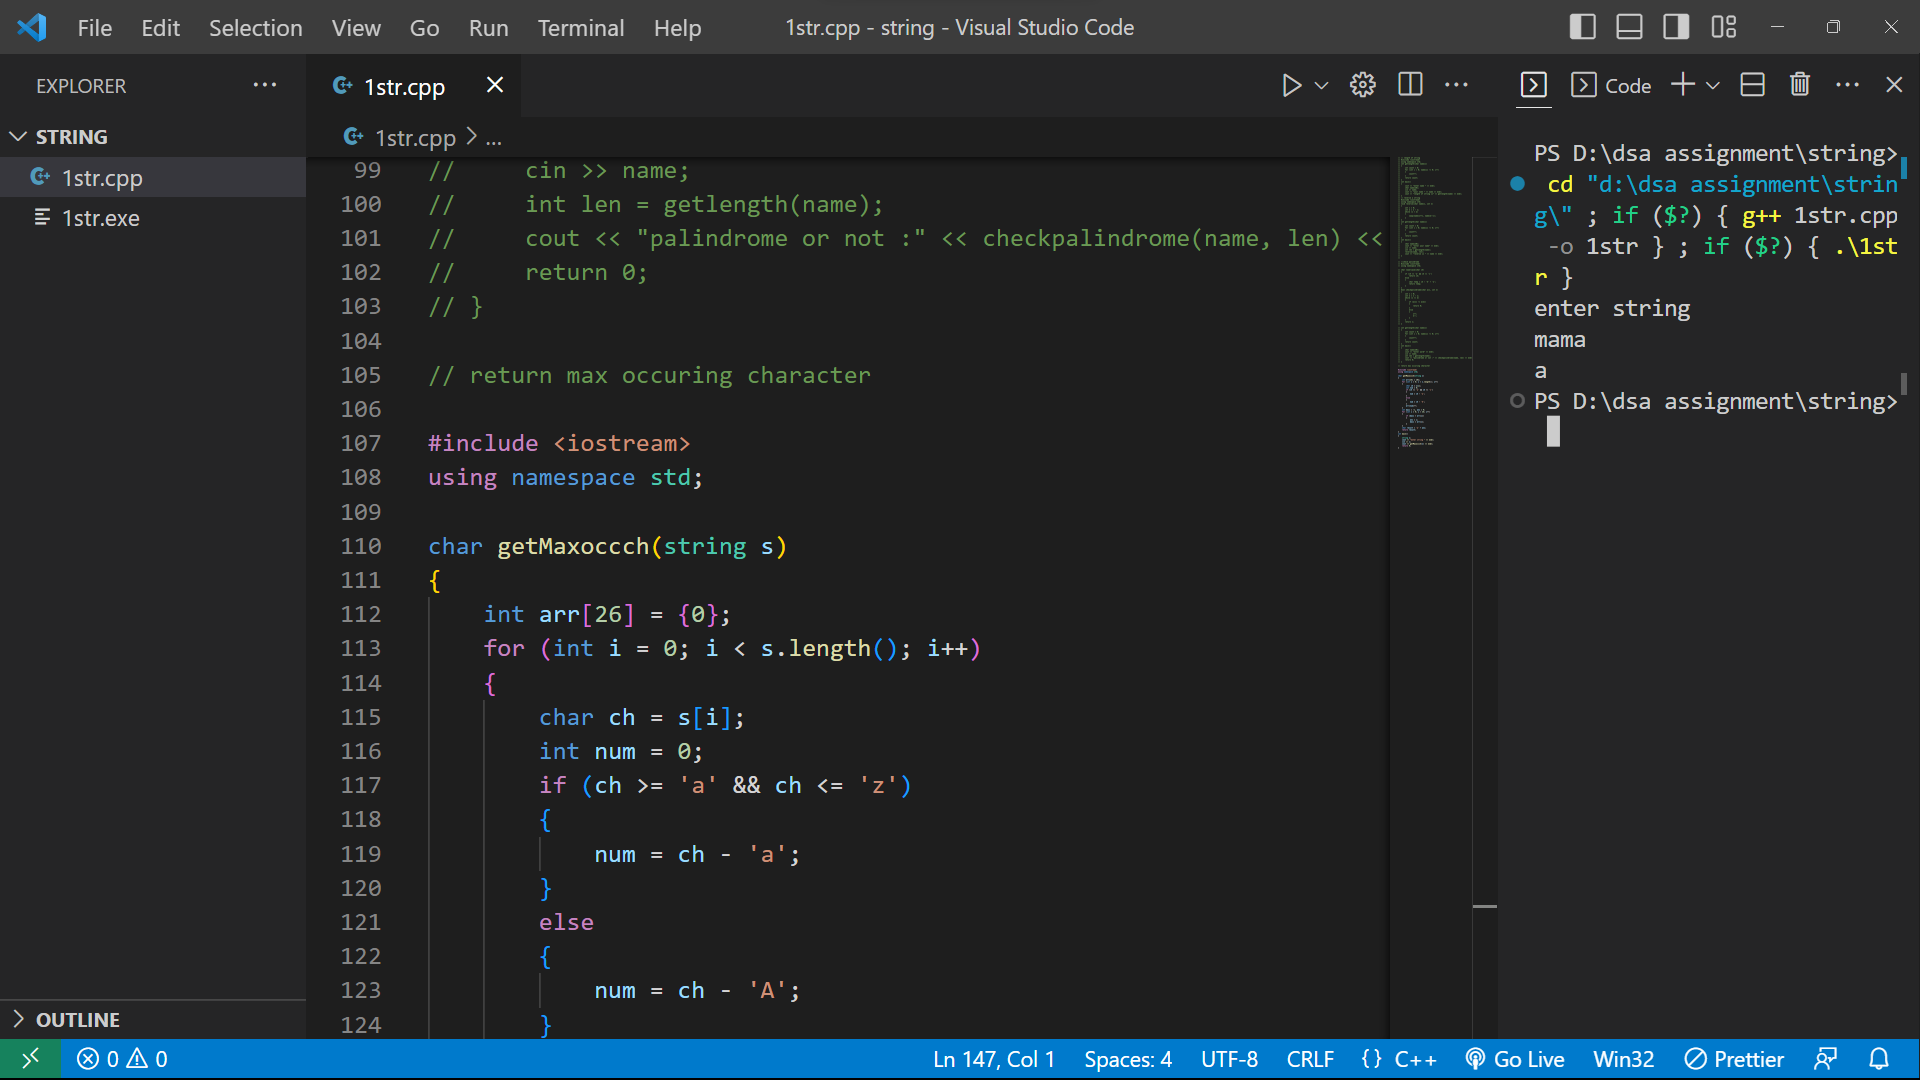 File Edit Selection View Go Run Terminal Help
1str.cpp - string - Visual Studio Code
EXPLORER
STRING
1str.cpp
1str.exe
OUTLINE
1str.cpp
1str.cpp > ...
99 //     cin >> name;
100 //     int len = getlength(name);
101 //     cout << "palindrome or not :" << checkpalindrome(name, len) <<
102 //     return 0;
103 // }
104
105 // return max occuring character
106
107 #include <iostream>
108 using namespace std;
109
110 char getMaxoccch(string s)
111 {
112     int arr[26] = {0};
113     for (int i = 0; i < s.length(); i++)
114     {
115         char ch = s[i];
116         int num = 0;
117         if (ch >= 'a' && ch <= 'z')
118         {
119             num = ch - 'a';
120         }
121         else
122         {
123             num = ch - 'A';
124         }
Code
PS D:\dsa assignment\string>
cd "d:\dsa assignment\strin
g\" ; if ($?) { g++ 1str.cpp
-o 1str } ; if ($?) { .\1st
r }
enter string
mama
a
PS D:\dsa assignment\string>
0 0
Ln 147, Col 1 Spaces: 4 UTF-8 CRLF {} C++ Go Live Win32 Prettier